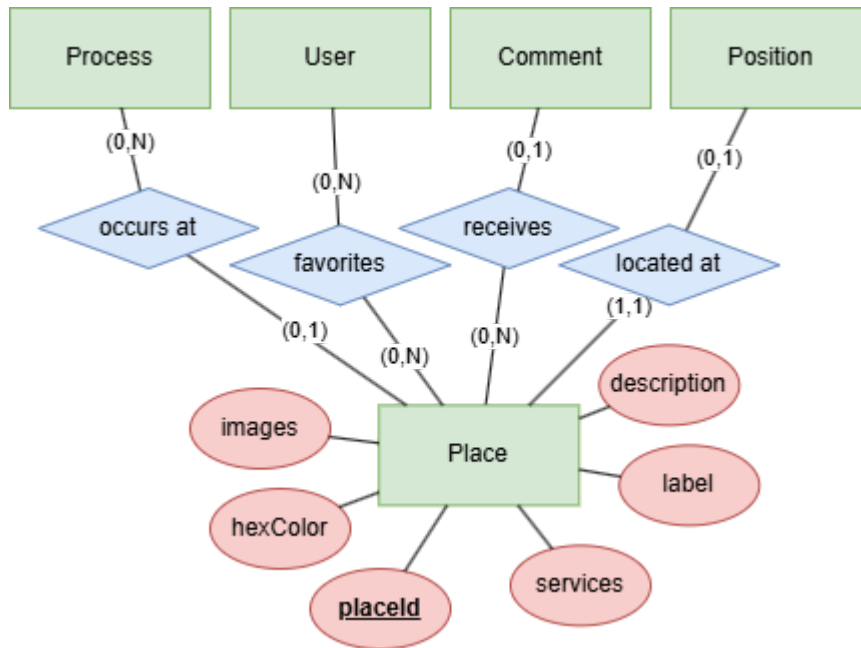 Process
User
Comment
Position
(0,N)
(0,N)
(0,1)
(0,1)
occurs at
favorites
receives
located at
(0,1)
(0,N)
(0,N)
(1,1)
images
description
Place
hexColor
label
placeId
services